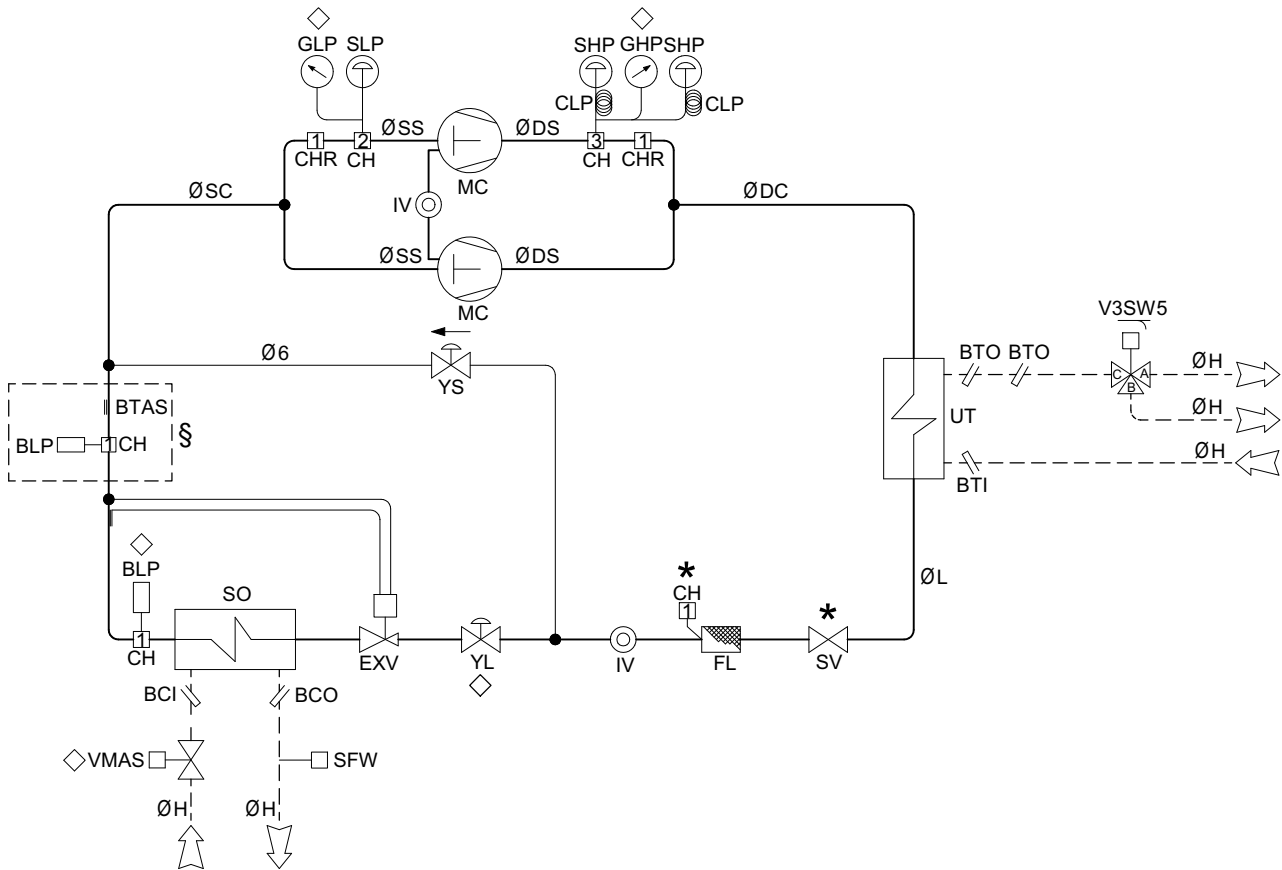 GLP SLP SHP GHP SHP
CLP CLP
ØSS ØDS
1 2 3 1
CHR CH CH CHR
MC
ØSC ØDC
IV
ØSS ØDS
MC
V3SW5
Ø6 BTO BTO ØH
YS C A
B
BTAS § UT ØH
BLP 1 CH
ØH
BTI
BLP
SO * ØL
CH *
1
1
CH EXV YL IV FL SV
BCI BCO
VMAS SFW
ØH ØH